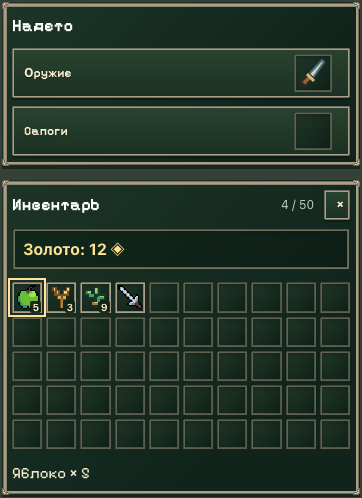 Надето
Оружие
Сапоги
Инвентарь
4 / 50 ×
Золото: 12
5 3 9
Яблоко × 5